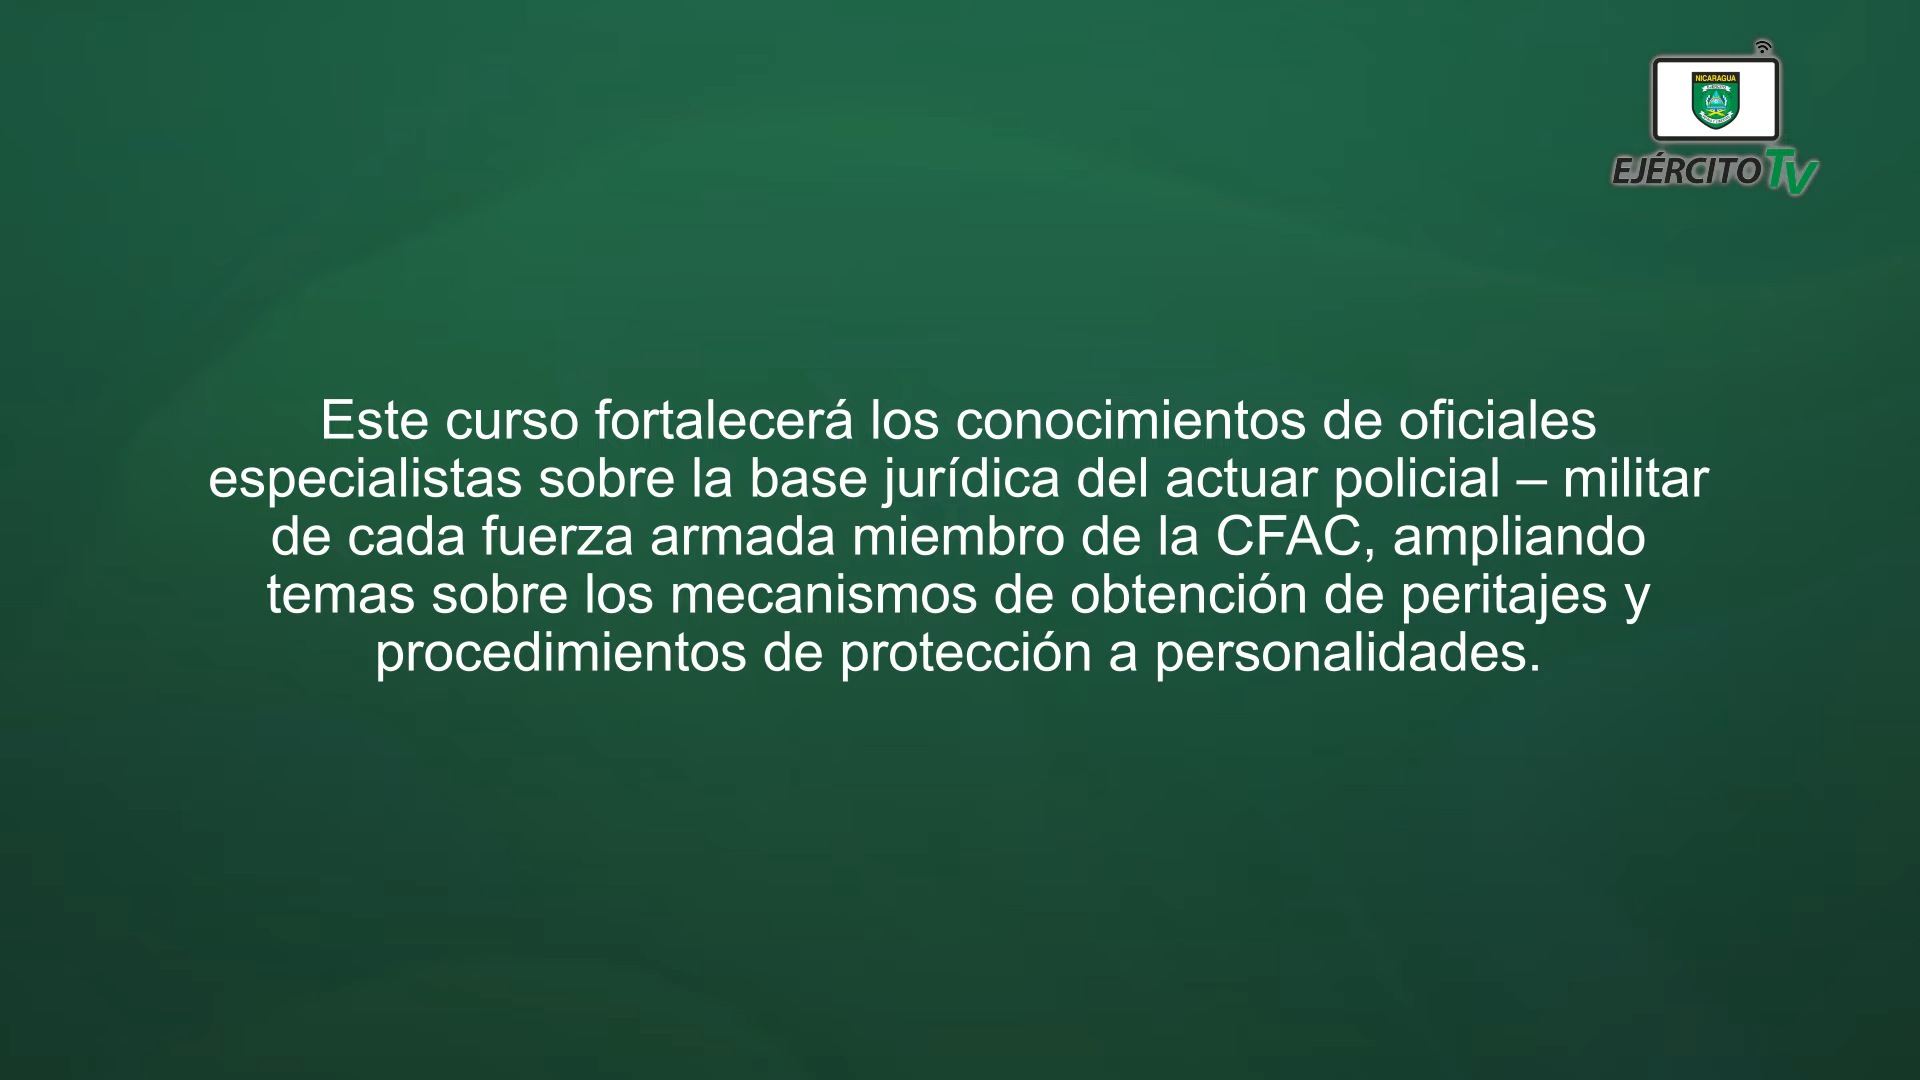 NICARAGUA
EJÉRCITO TV
Este curso fortalecerá los conocimientos de oficiales
especialistas sobre la base jurídica del actuar policial – militar
de cada fuerza armada miembro de la CFAC, ampliando
temas sobre los mecanismos de obtención de peritajes y
procedimientos de protección a personalidades.